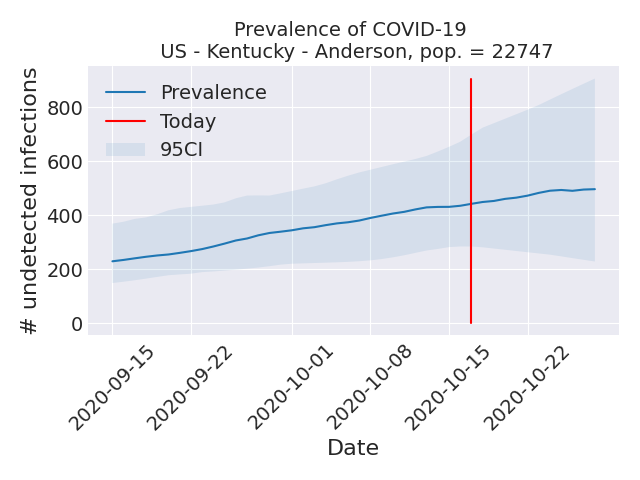 Prevalence of COVID-19
US - Kentucky - Anderson, pop. = 22747
# undetected infections
800
600
400
200
0
Prevalence
Today
95CI
2020-09-15
2020-09-22
2020-10-01
2020-10-08
2020-10-15
2020-10-22
Date